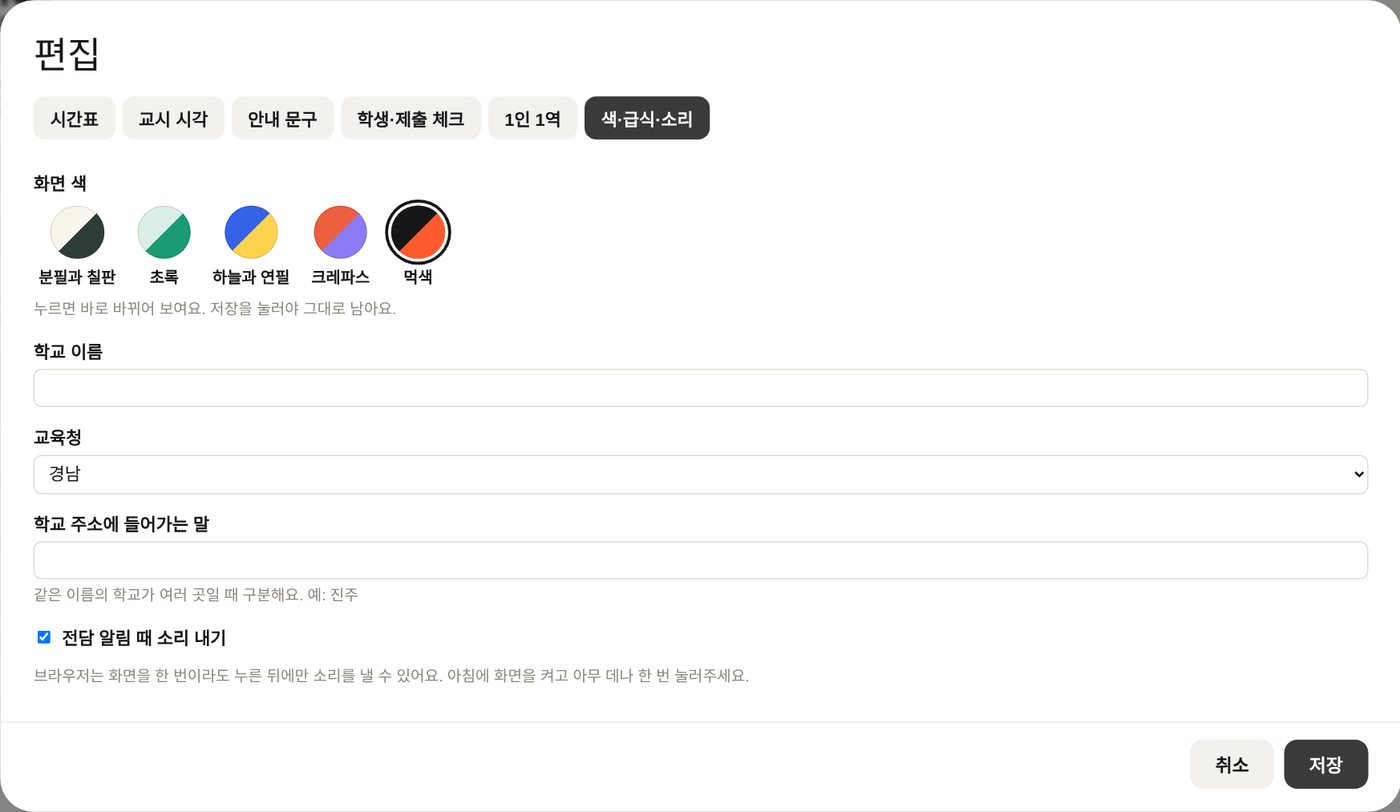 편집
시간표 교시 시각 안내 문구 학생·제출 체크 1인 1역 색·급식·소리
화면 색
분필과 칠판 초록 하늘과 연필 크레파스 먹색
누르면 바로 바뀌어 보여요. 저장을 눌러야 그대로 남아요.
학교 이름
교육청
경남
학교 주소에 들어가는 말
같은 이름의 학교가 여러 곳일 때 구분해요. 예: 진주
전담 알림 때 소리 내기
브라우저는 화면을 한 번이라도 누른 뒤에만 소리를 낼 수 있어요. 아침에 화면을 켜고 아무 데나 한 번 눌러주세요.
취소 저장